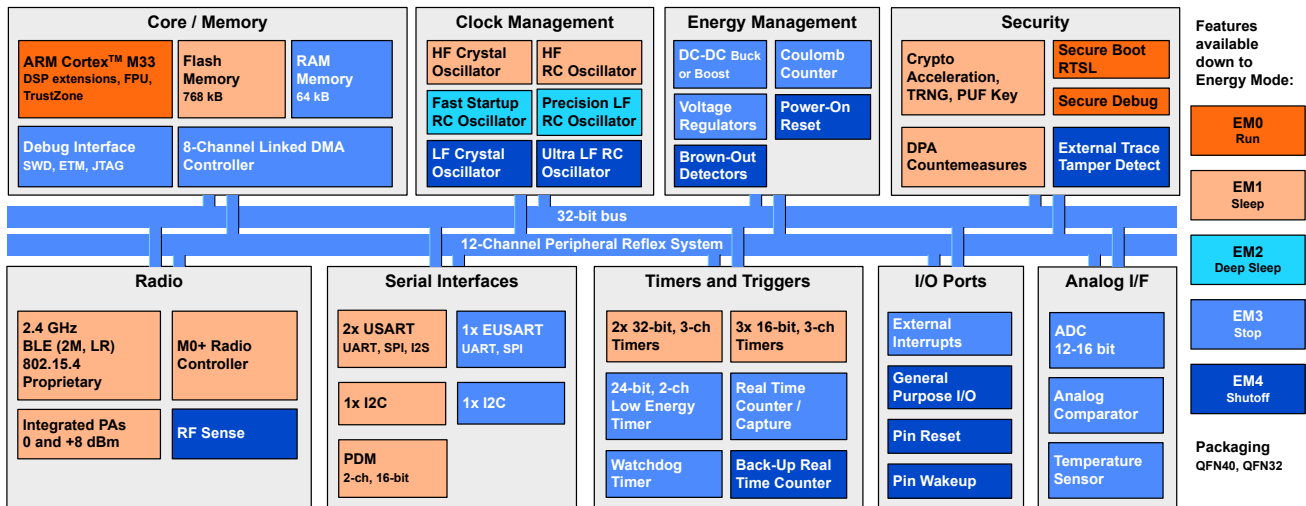 Core / Memory
ARM Cortex™ M33
DSP extensions, FPU,
TrustZone
Flash
Memory
768 kB
RAM
Memory
64 kB
Debug Interface
SWD, ETM, JTAG
8-Channel Linked DMA
Controller
Clock Management
HF Crystal
Oscillator
HF
RC Oscillator
Fast Startup
RC Oscillator
Precision LF
RC Oscillator
LF Crystal
Oscillator
Ultra LF RC
Oscillator
Energy Management
DC-DC Buck
or Boost
Coulomb
Counter
Voltage
Regulators
Power-On
Reset
Brown-Out
Detectors
Security
Crypto
Acceleration,
TRNG, PUF Key
Secure Boot
RTSL
Secure Debug
DPA
Countemeasures
External Trace
Tamper Detect
Features
available
down to
Energy Mode:
EM0
Run
EM1
Sleep
EM2
Deep Sleep
EM3
Stop
EM4
Shutoff
Packaging
QFN40, QFN32
32-bit bus
12-Channel Peripheral Reflex System
Radio
2.4 GHz
BLE (2M, LR)
802.15.4
Proprietary
M0+ Radio
Controller
Integrated PAs
0 and +8 dBm
RF Sense
Serial Interfaces
2x USART
UART, SPI, I2S
1x EUSART
UART, SPI
1x I2C
1x I2C
PDM
2-ch, 16-bit
Timers and Triggers
2x 32-bit, 3-ch
Timers
3x 16-bit, 3-ch
Timers
24-bit, 2-ch
Low Energy
Timer
Real Time
Counter /
Capture
Watchdog
Timer
Back-Up Real
Time Counter
I/O Ports
External
Interrupts
General
Purpose I/O
Pin Reset
Pin Wakeup
Analog I/F
ADC
12-16 bit
Analog
Comparator
Temperature
Sensor